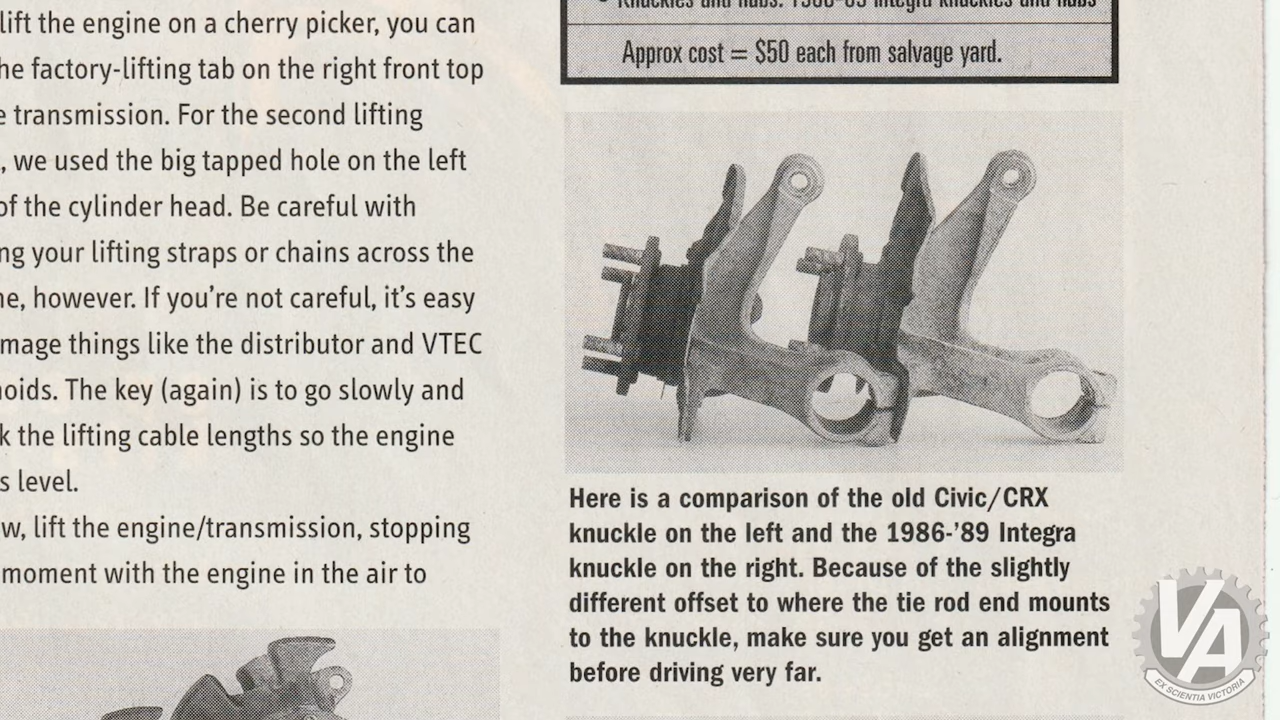 lift the engine on a cherry picker, you can
he factory-lifting tab on the right front top
e transmission. For the second lifting
, we used the big tapped hole on the left
of the cylinder head. Be careful with
ng your lifting straps or chains across the
ne, however. If you're not careful, it's easy
mage things like the distributor and VTEC
noids. The key (again) is to go slowly and
k the lifting cable lengths so the engine
s level.
w, lift the engine/transmission, stopping
moment with the engine in the air to
Approx cost = $50 each from salvage yard.
Here is a comparison of the old Civic/CRX
knuckle on the left and the 1986-'89 Integra
knuckle on the right. Because of the slightly
different offset to where the tie rod end mounts
to the knuckle, make sure you get an alignment
before driving very far.
VA
EX SCIENTIA VICTORIA